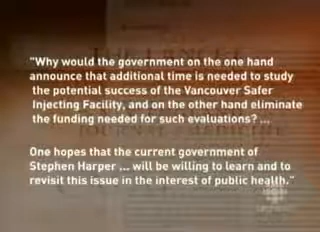 "Why would the government on the one hand
announce that additional time is needed to study
the potential success of the Vancouver Safer
Injecting Facility, and on the other hand eliminate
the funding needed for such evaluations? ...
One hopes that the current government of
Stephen Harper ... will be willing to learn and to
revisit this issue in the interest of public health."